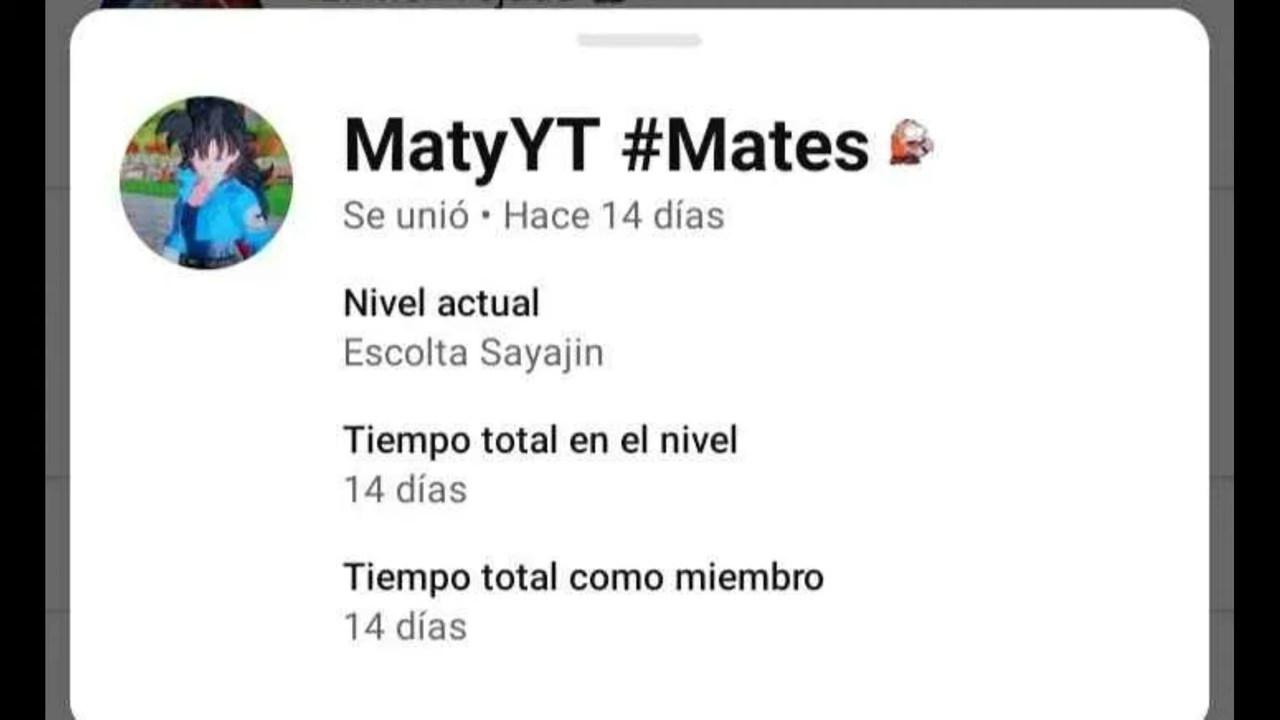 MatyYT #Mates
Se unió • Hace 14 días
Nivel actual
Escolta Sayajin
Tiempo total en el nivel
14 días
Tiempo total como miembro
14 días